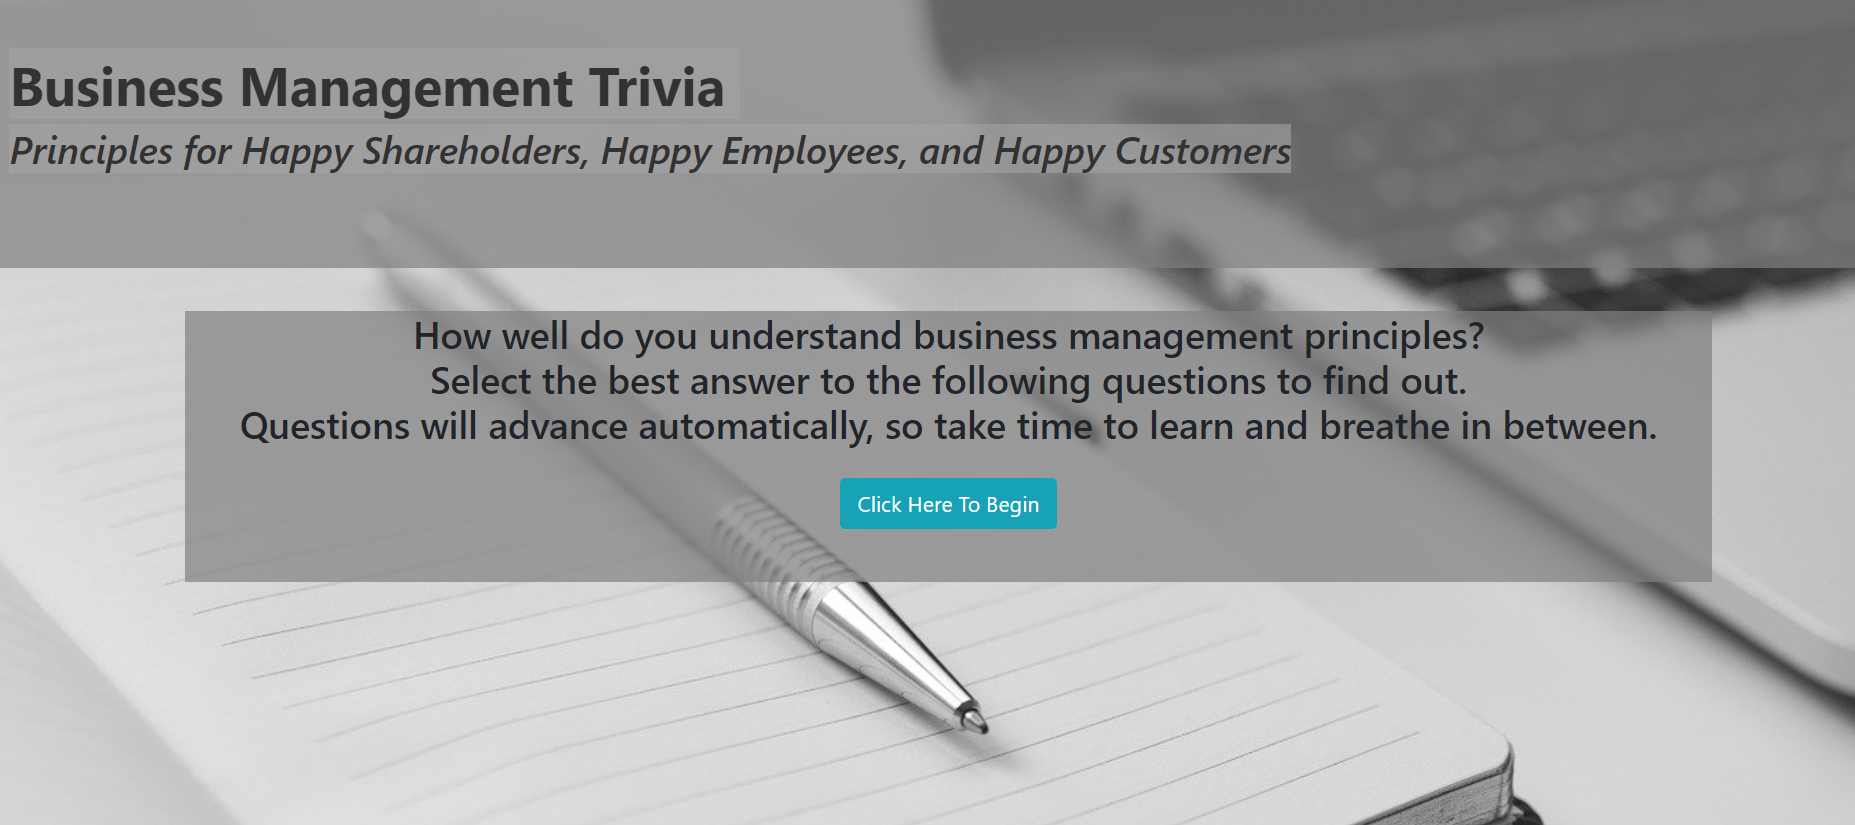 Business Management Trivia
Principles for Happy Shareholders, Happy Employees, and Happy Customers
How well do you understand business management principles?
Select the best answer to the following questions to find out.
Questions will advance automatically, so take time to learn and breathe in between.
Click Here To Begin